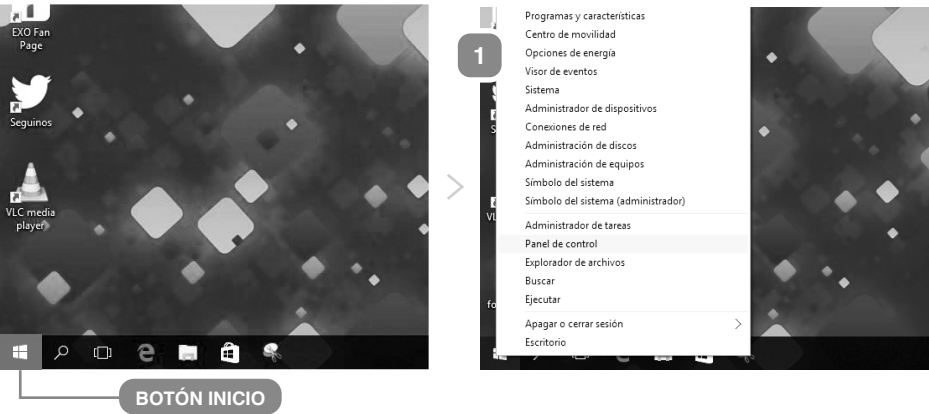 EXO Fan
Page
Seguinos
VLC media
player
BOTÓN INICIO
1
Programas y características
Centro de movilidad
Opciones de energía
Visor de eventos
Sistema
Administrador de dispositivos
Conexiones de red
Administración de discos
Administración de equipos
Símbolo del sistema
Símbolo del sistema (administrador)
Administrador de tareas
Panel de control
Explorador de archivos
Buscar
Ejecutar
Apagar o cerrar sesión
Escritorio